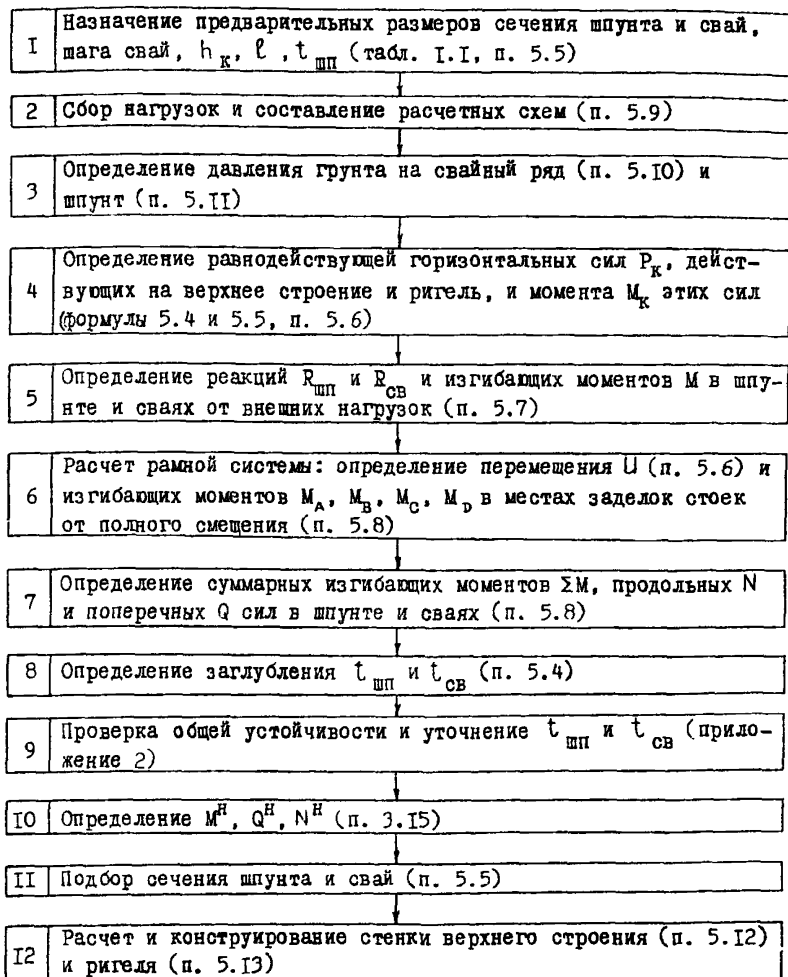 Назначение предварительных размеров сечения шпунта и свай,
I шага свай, h_К, ℓ, t_шп (табл. I.I, п. 5.5)
2 Сбор нагрузок и составление расчетных схем (п. 5.9)
Определение давления грунта на свайный ряд (п. 5.IO) и
3 шпунт (п. 5.II)
Определение равнодействующей горизонтальных сил P_К, дейст-
4 вующих на верхнее строение и ригель, и момента M_К этих сил
(формулы 5.4 и 5.5, п. 5.6)
Определение реакций R_шп и R_св и изгибающих моментов M в шпу-
5 нте и сваях от внешних нагрузок (п. 5.7)
Расчет рамной системы: определение перемещения U (п. 5.6) и
6 изгибающих моментов M_A, M_B, M_C, M_D в местах заделок стоек
от полного смещения (п. 5.8)
Определение суммарных изгибающих моментов ΣM, продольных N
7 и поперечных Q сил в шпунте и сваях (п. 5.8)
8 Определение заглубления t_шп и t_св (п. 5.4)
Проверка общей устойчивости и уточнение t_шп и t_св (прило-
9 жение 2)
IO Определение M^Н, Q^Н, N^Н (п. 3.I5)
II Подбор сечения шпунта и свай (п. 5.5)
Расчет и конструирование стенки верхнего строения (п. 5.I2)
I2 и ригеля (п. 5.I3)